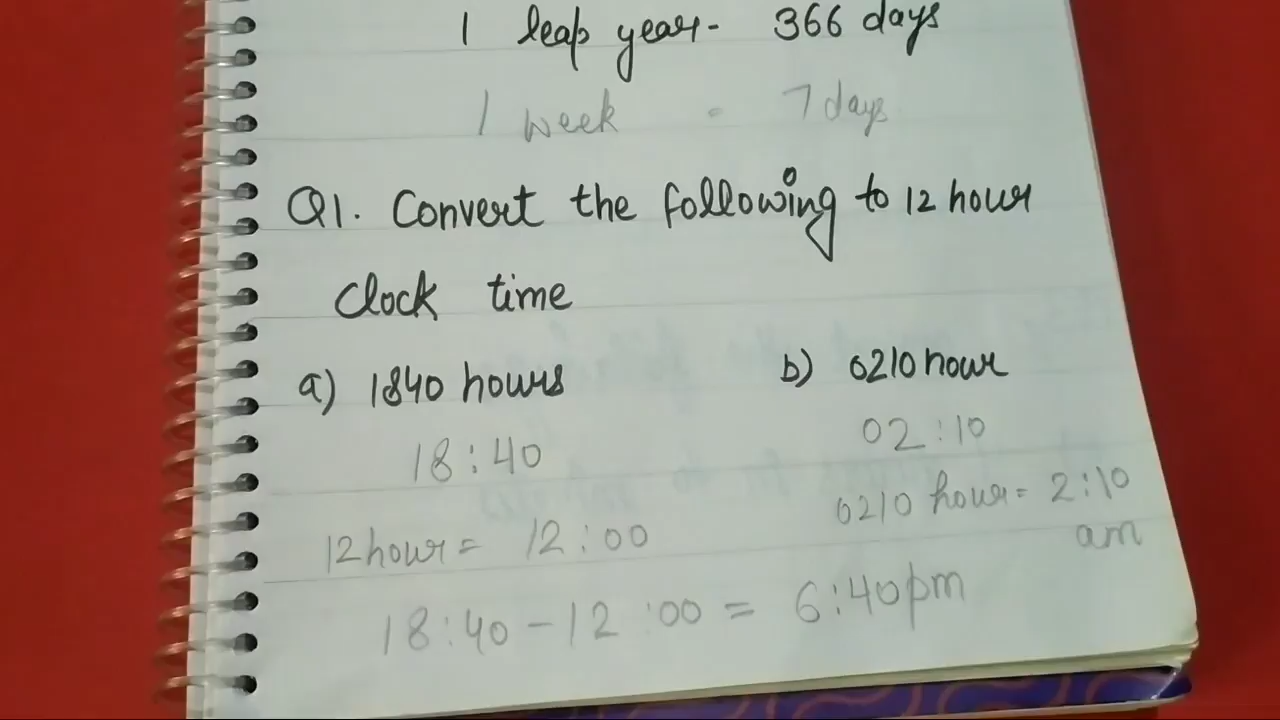 1 leap year - 366 days
1 week - 7 days
Q1. Convert the following to 12 hour
clock time
a) 1840 hours
b) 0210 hour
18:40
02:10
12 hour = 12:00
0210 hour = 2:10
am
18:40 - 12:00 = 6:40pm